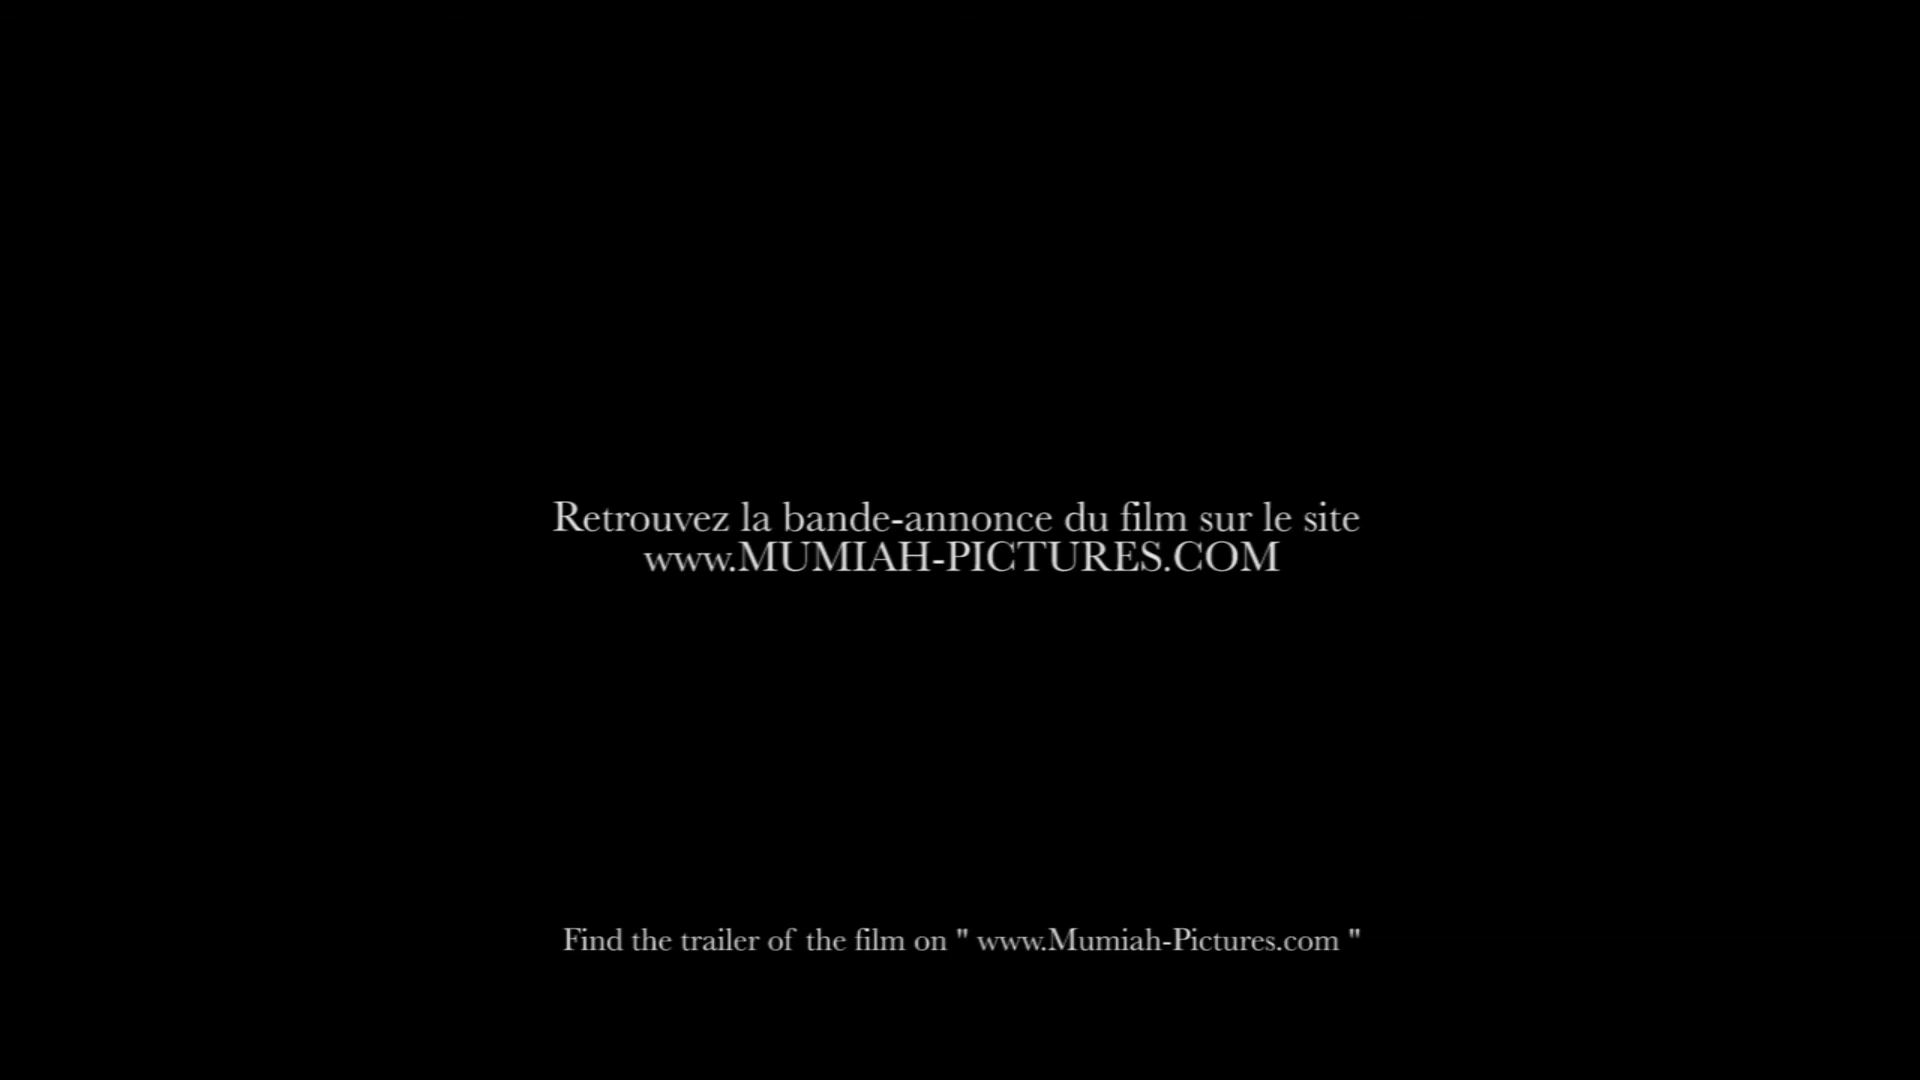 Retrouvez la bande-annonce du film sur le site
www.MUMIAH-PICTURES.COM
Find the trailer of the film on " www.Mumiah-Pictures.com "